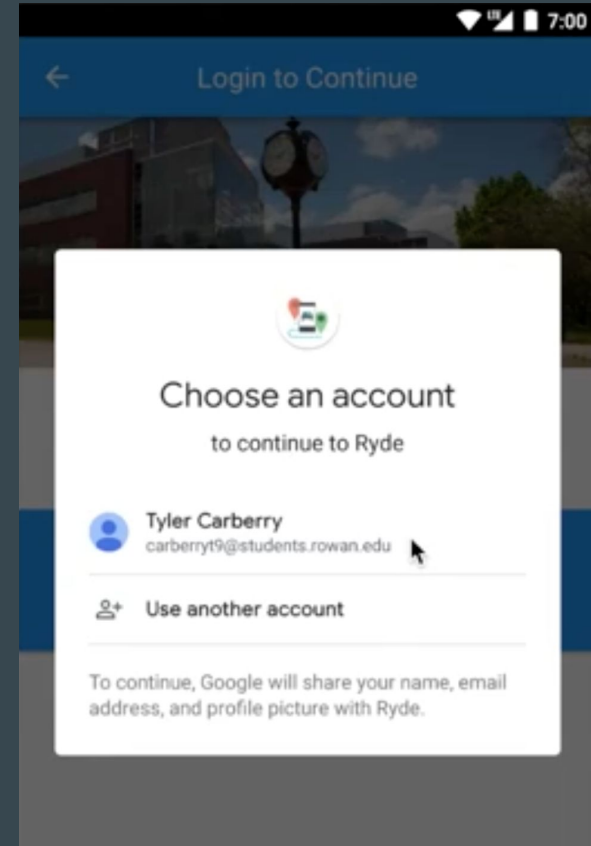 LTE 7:00
Login to Continue
Choose an account
to continue to Ryde
Tyler Carberry
carberryt9@students.rowan.edu
Use another account
To continue, Google will share your name, email
address, and profile picture with Ryde.